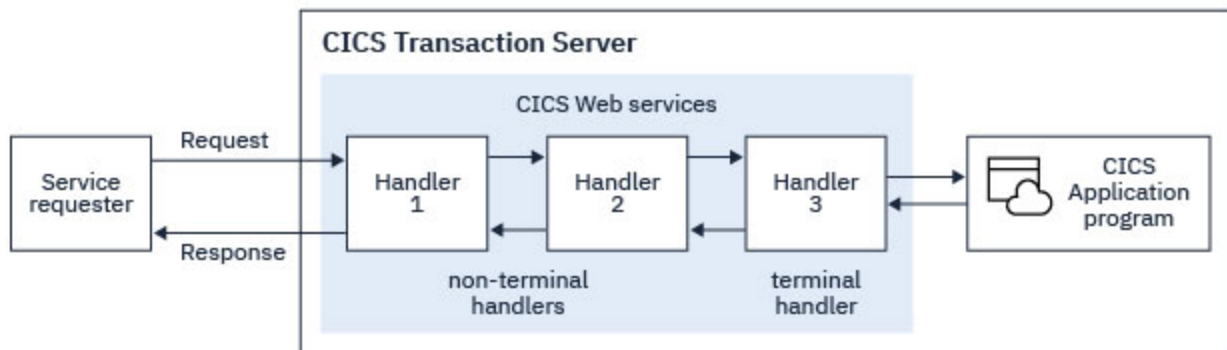 CICS Transaction Server
CICS Web services
Request
Service
requester
Handler
1
Handler
2
Handler
3
CICS
Application
program
Response
non-terminal
handlers
terminal
handler